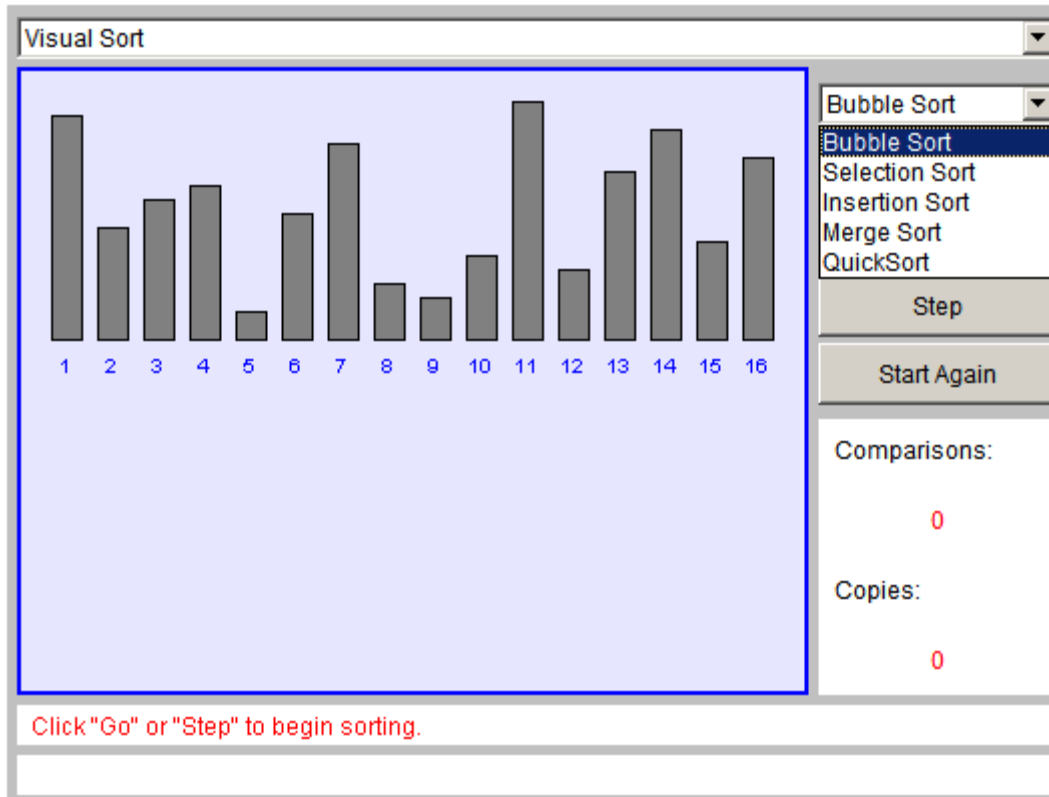 Visual Sort
Bubble Sort
Bubble Sort
Selection Sort
Insertion Sort
Merge Sort
QuickSort
Step
Start Again
1 2 3 4 5 6 7 8 9 10 11 12 13 14 15 16
Comparisons:
0
Copies:
0
Click "Go" or "Step" to begin sorting.